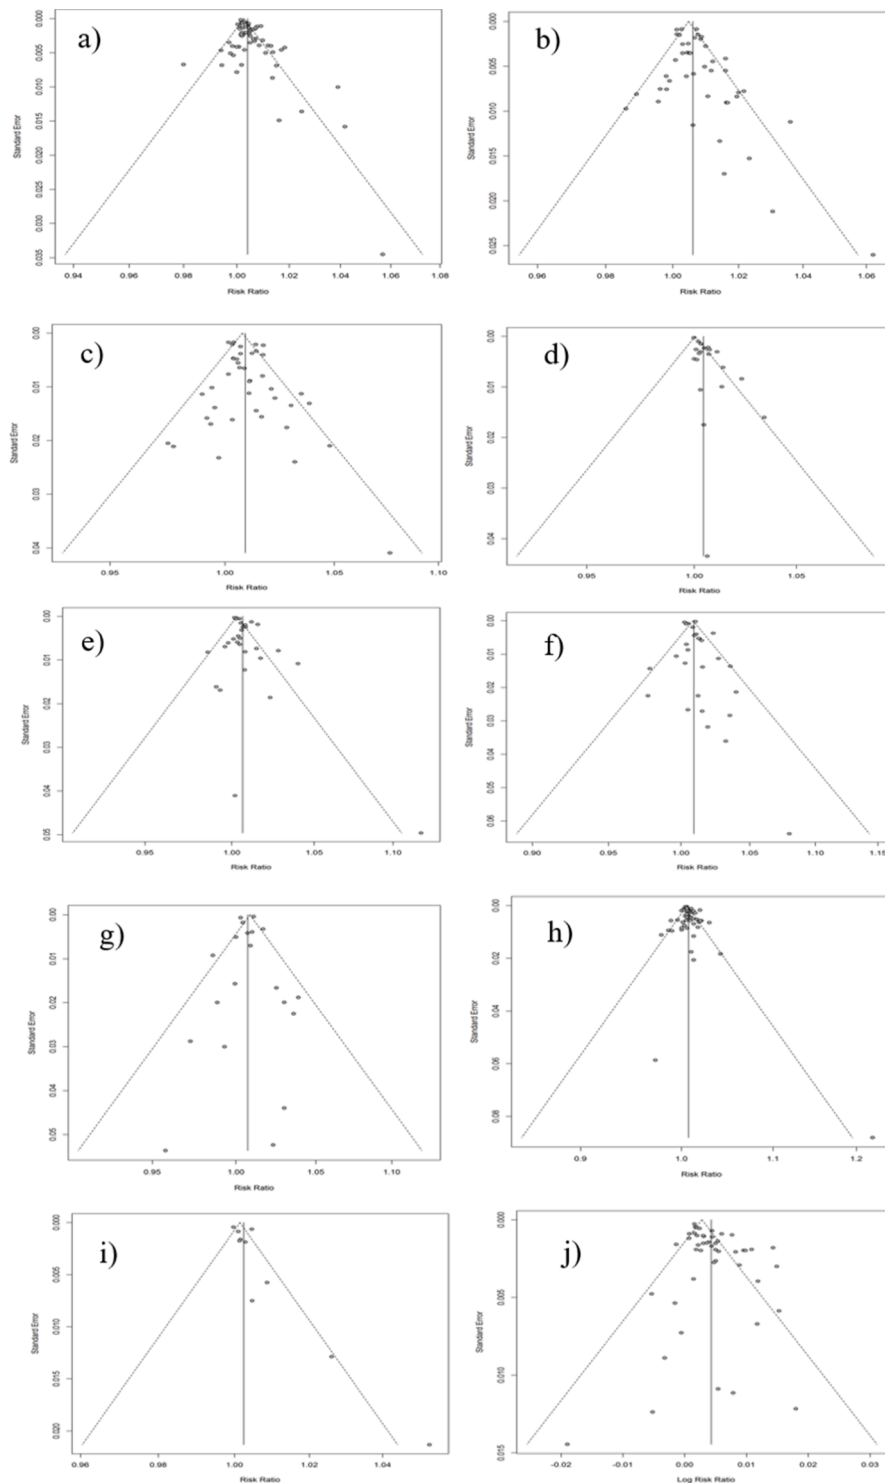 a)
0.000
0.005
0.010
0.015
0.020
0.025
0.030
0.035
Standard Error
0.94 0.96 0.98 1.00 1.02 1.04 1.06 1.08
Risk Ratio
b)
0.000
0.005
0.010
0.015
0.020
0.025
Standard Error
0.96 0.98 1.00 1.02 1.04 1.06
Risk Ratio
c)
0.00
0.01
0.02
0.03
0.04
Standard Error
0.95 1.00 1.05 1.10
Risk Ratio
d)
0.00
0.01
0.02
0.03
0.04
Standard Error
0.95 1.00 1.05
Risk Ratio
e)
0.00
0.01
0.02
0.03
0.04
0.05
Standard Error
0.95 1.00 1.05 1.10
Risk Ratio
f)
0.00
0.01
0.02
0.03
0.04
0.05
0.06
Standard Error
0.90 0.95 1.00 1.05 1.10 1.15
Risk Ratio
g)
0.00
0.01
0.02
0.03
0.04
0.05
Standard Error
0.95 1.00 1.05 1.10
Risk Ratio
h)
0.00
0.02
0.04
0.06
0.08
Standard Error
0.9 1.0 1.1 1.2
Risk Ratio
i)
0.000
0.005
0.010
0.015
0.020
Standard Error
0.96 0.98 1.00 1.02 1.04
Risk Ratio
j)
0.000
0.005
0.010
0.015
Standard Error
-0.02 -0.01 0.00 0.01 0.02 0.03
Log Risk Ratio